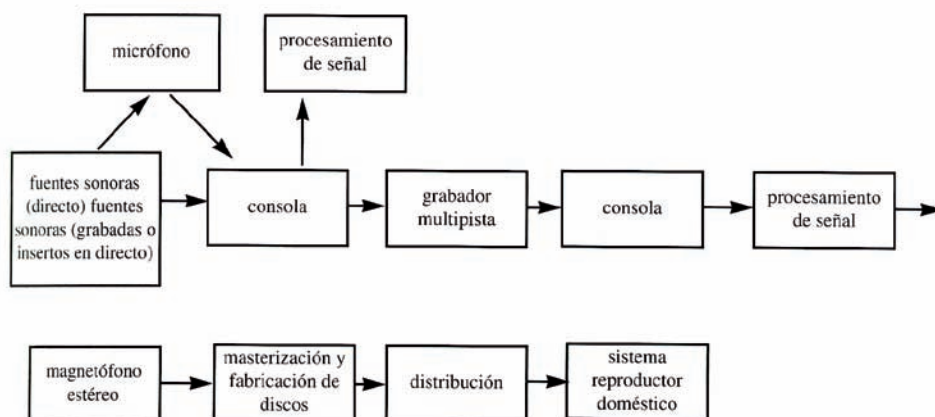 micrófono
procesamiento
de señal
fuentes sonoras
(directo) fuentes
sonoras (grabadas o
insertos en directo)
consola
grabador
multipista
consola
procesamiento
de señal
magnetófono
estéreo
masterización y
fabricación de
discos
distribución
sistema
reproductor
doméstico